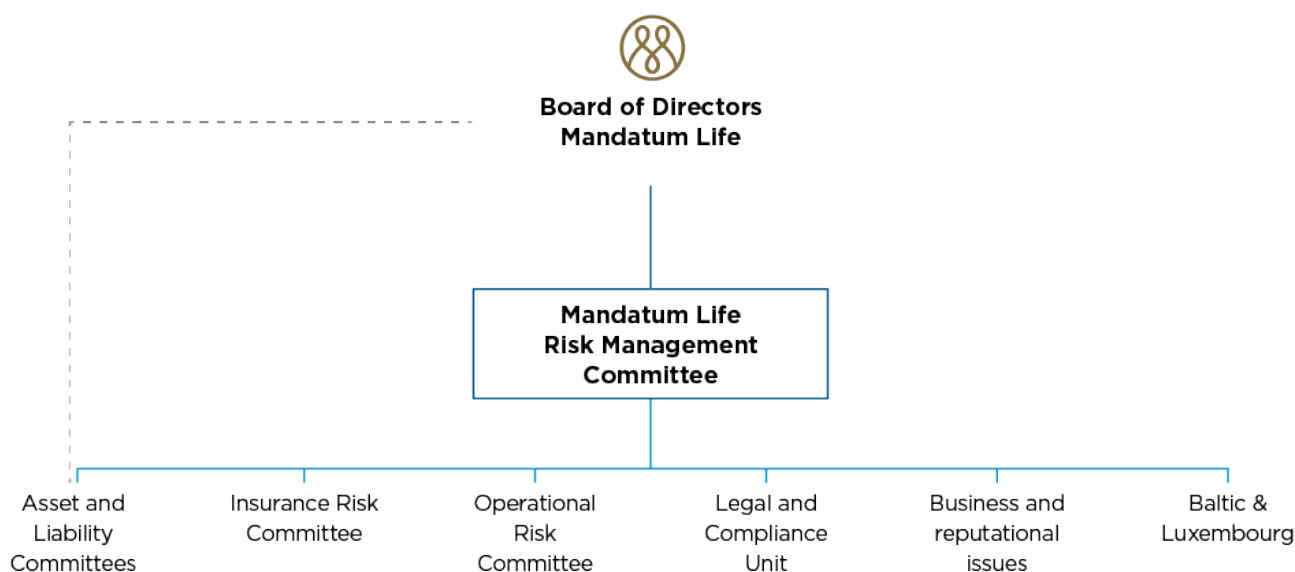 Board of Directors
Mandatum Life
Mandatum Life
Risk Management
Committee
Asset and
Liability
Committees
Insurance Risk
Committee
Operational
Risk
Committee
Legal and
Compliance
Unit
Business and
reputational
issues
Baltic &
Luxembourg